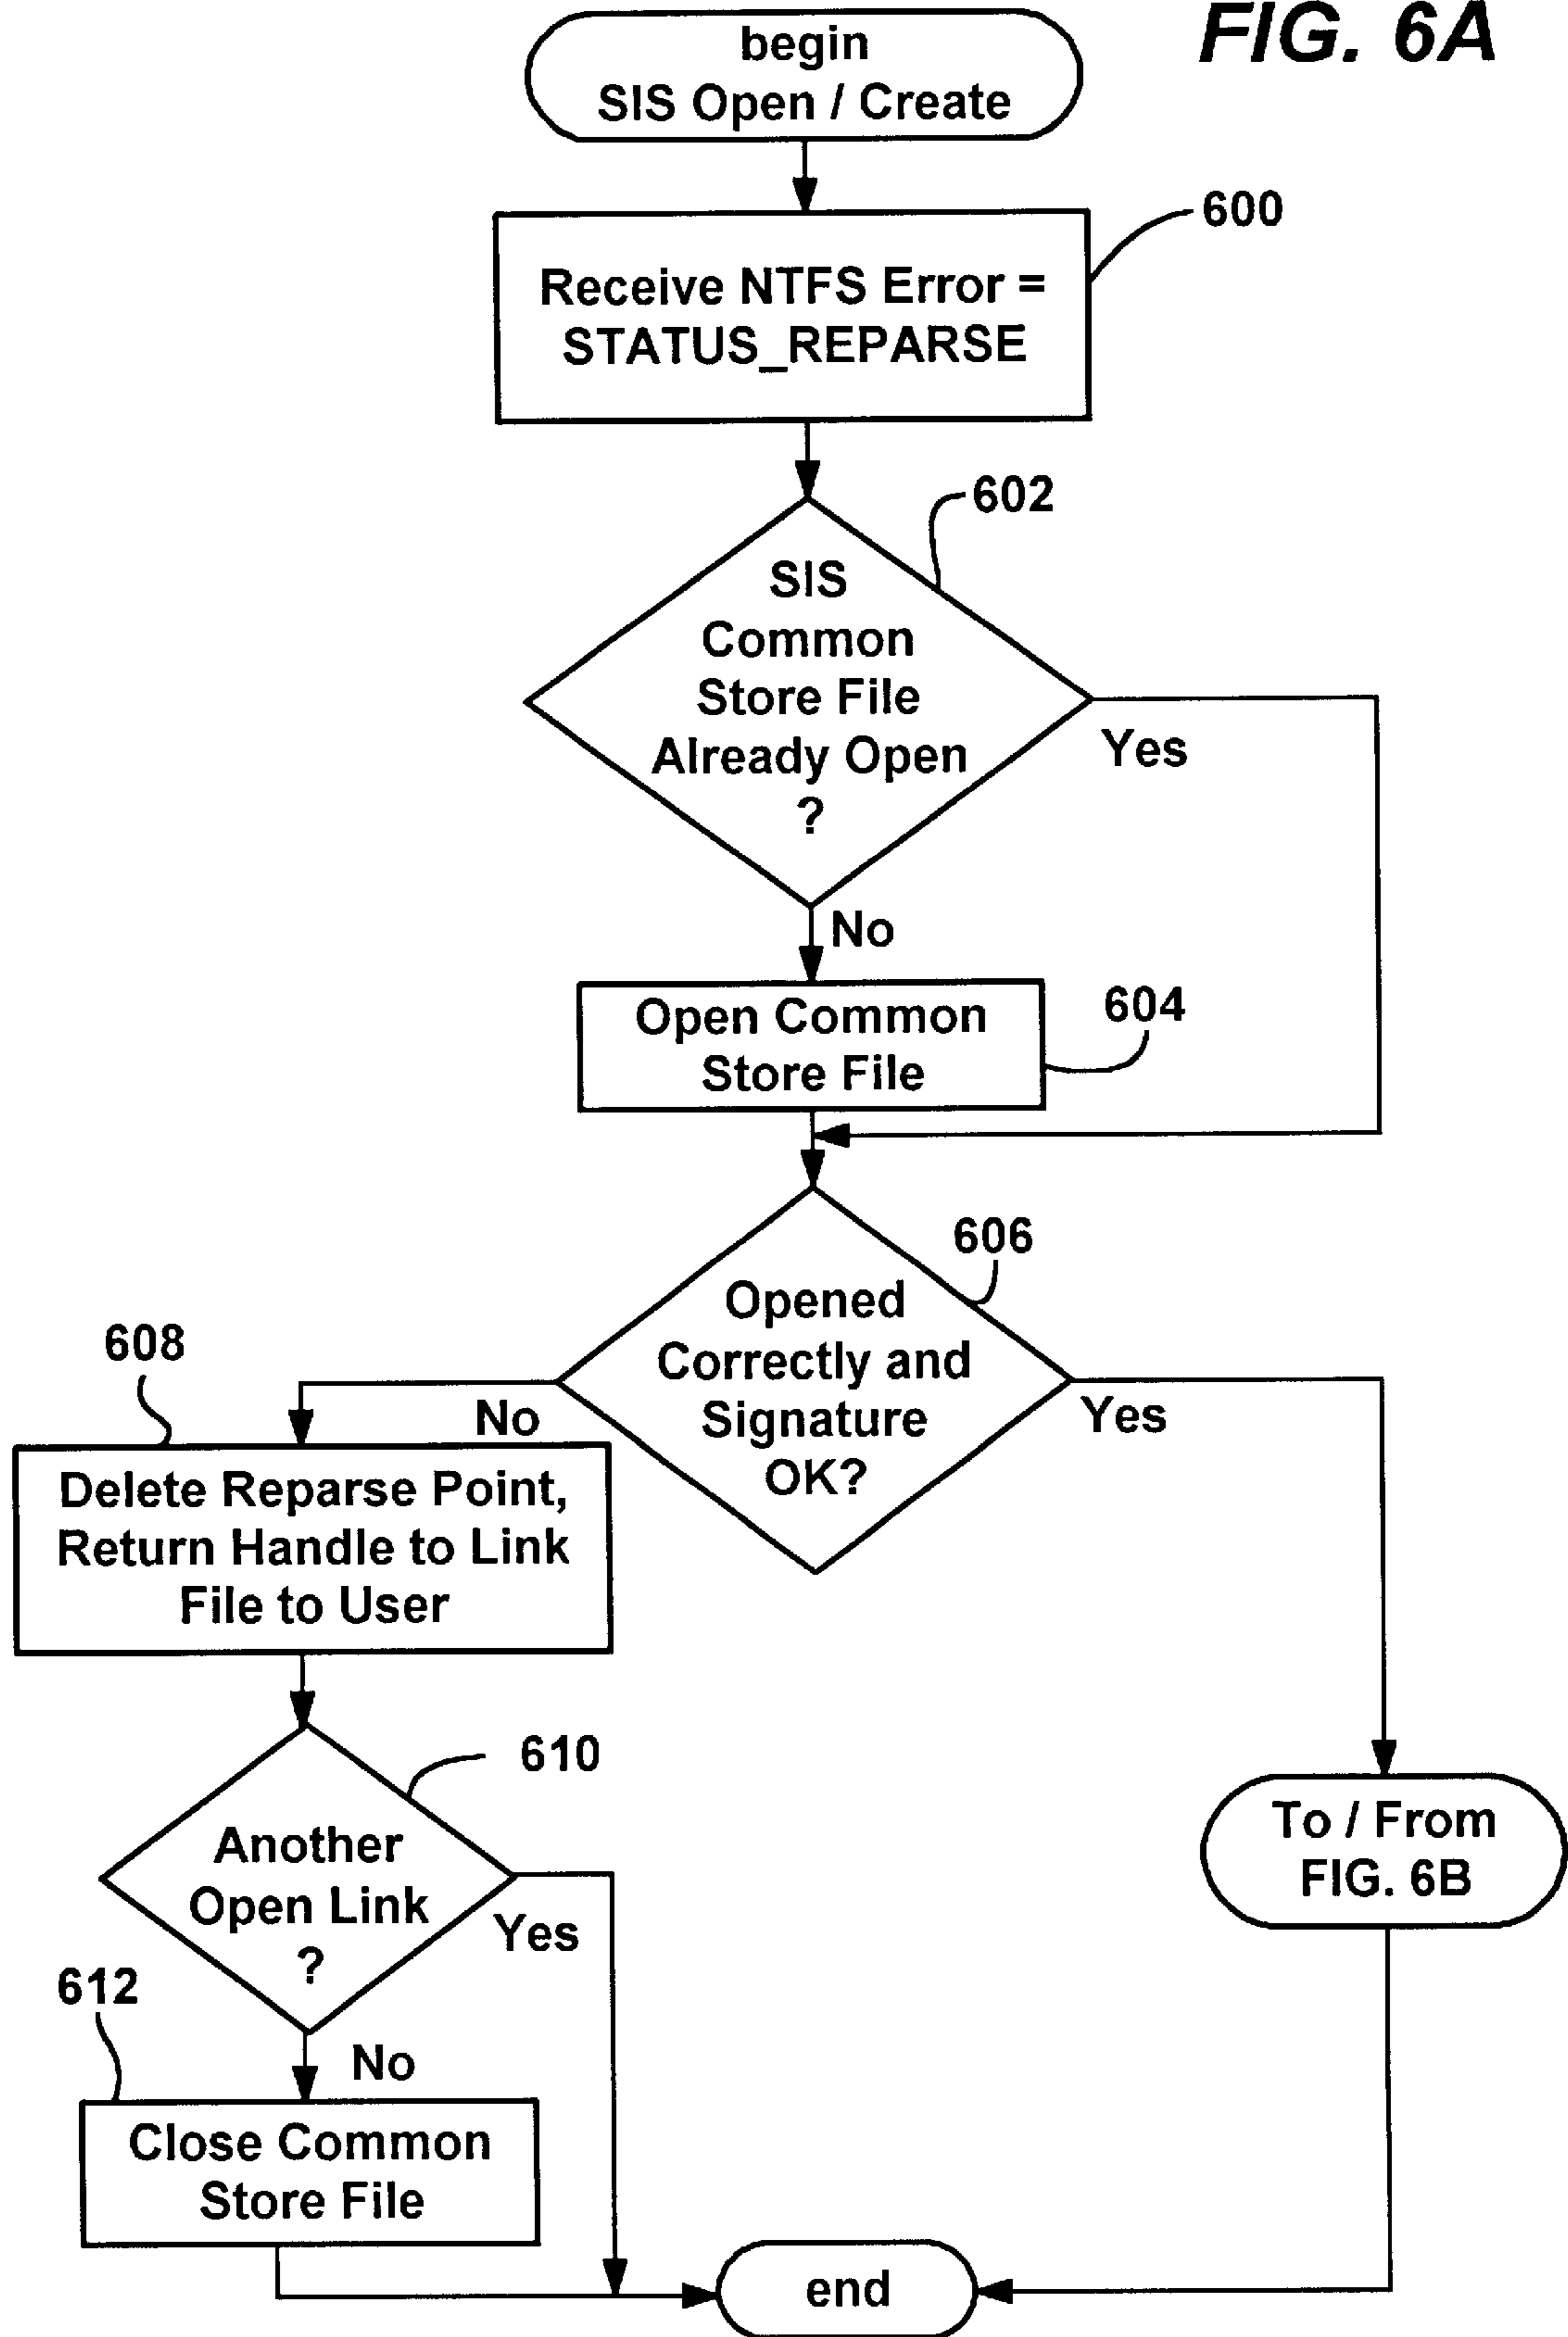 FIG. 6A
begin
SIS Open / Create
600
Receive NTFS Error =
STATUS_REPARSE
602
SIS
Common
Store File
Already Open
?
Yes
No
604
Open Common
Store File
606
Opened
Correctly and
Signature
OK?
608
No
Yes
Delete Reparse Point,
Return Handle to Link
File to User
610
Another
Open Link
?
Yes
To / From
FIG. 6B
612
No
Close Common
Store File
end